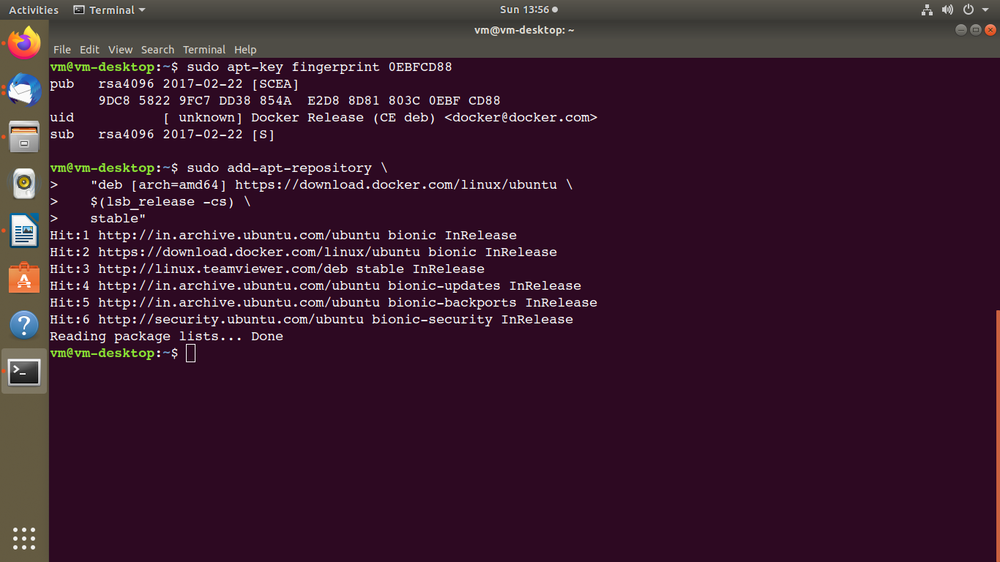 Activities Terminal Sun 13:56
vm@vm-desktop: ~
File Edit View Search Terminal Help
vm@vm-desktop:~$ sudo apt-key fingerprint 0EBFCD88
pub   rsa4096 2017-02-22 [SCEA]
      9DC8 5822 9FC7 DD38 854A  E2D8 8D81 803C 0EBF CD88
uid           [ unknown] Docker Release (CE deb) <docker@docker.com>
sub   rsa4096 2017-02-22 [S]
vm@vm-desktop:~$ sudo add-apt-repository \
>    "deb [arch=amd64] https://download.docker.com/linux/ubuntu \
>    $(lsb_release -cs) \
>    stable"
Hit:1 http://in.archive.ubuntu.com/ubuntu bionic InRelease
Hit:2 https://download.docker.com/linux/ubuntu bionic InRelease
Hit:3 http://linux.teamviewer.com/deb stable InRelease
Hit:4 http://in.archive.ubuntu.com/ubuntu bionic-updates InRelease
Hit:5 http://in.archive.ubuntu.com/ubuntu bionic-backports InRelease
Hit:6 http://security.ubuntu.com/ubuntu bionic-security InRelease
Reading package lists... Done
vm@vm-desktop:~$